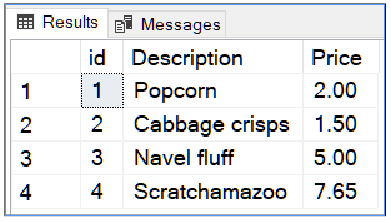 Results Messages
id Description Price
1 1 Popcorn 2.00
2 2 Cabbage crisps 1.50
3 3 Navel fluff 5.00
4 4 Scratchamazoo 7.65